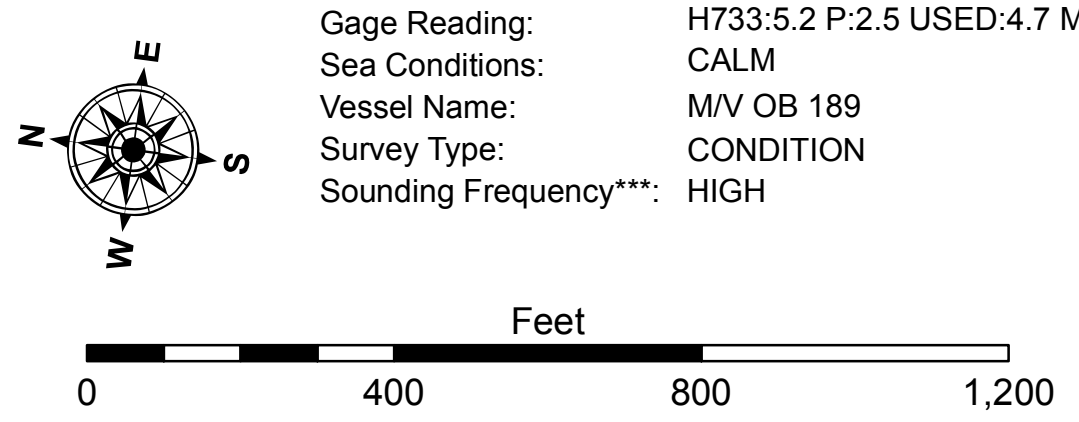 E
N
S
W
Gage Reading: H733:5.2 P:2.5 USED:4.7 M
Sea Conditions: CALM
Vessel Name: M/V OB 189
Survey Type: CONDITION
Sounding Frequency***: HIGH
Feet
0 400 800 1,200